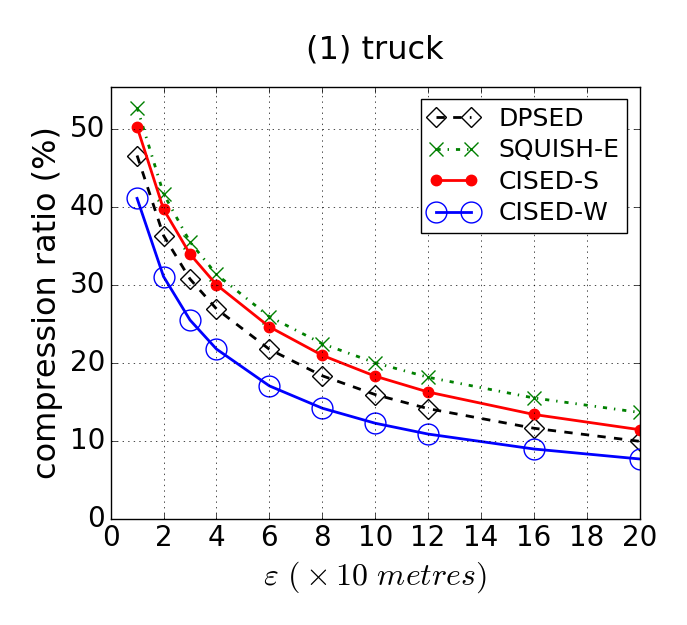 (1) truck
compression ratio (%)
50
40
30
20
10
0
DPSED
SQUISH-E
CISED-S
CISED-W
0 2 4 6 8 10 12 14 16 18 20
ε (×10 metres)